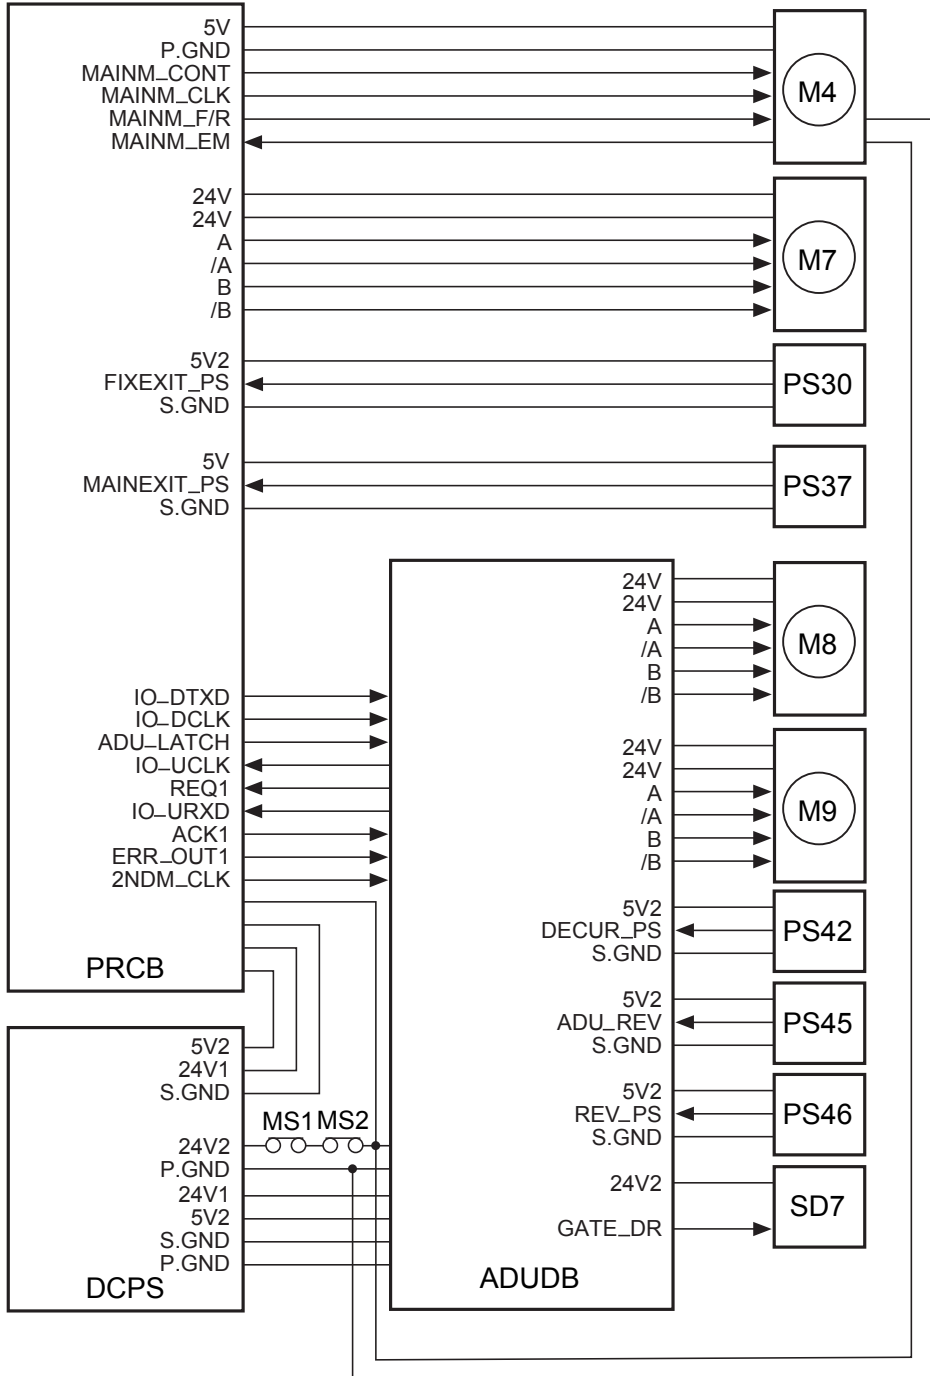 5V
P.GND
MAINM_CONT
MAINM_CLK
MAINM_F/R
MAINM_EM
M4
24V
24V
A
/A
B
/B
M7
5V2
FIXEXIT_PS
S.GND
PS30
5V
MAINEXIT_PS
S.GND
PS37
IO_DTXD
IO_DCLK
ADU_LATCH
IO_UCLK
REQ1
IO_URXD
ACK1
ERR_OUT1
2NDM_CLK
PRCB
24V
24V
A
/A
B
/B
M8
24V
24V
A
/A
B
/B
M9
5V2
DECUR_PS
S.GND
PS42
5V2
ADU_REV
S.GND
PS45
5V2
REV_PS
S.GND
PS46
24V2
GATE_DR
SD7
ADUDB
5V2
24V1
S.GND
MS1 MS2
24V2
P.GND
24V1
5V2
S.GND
P.GND
DCPS